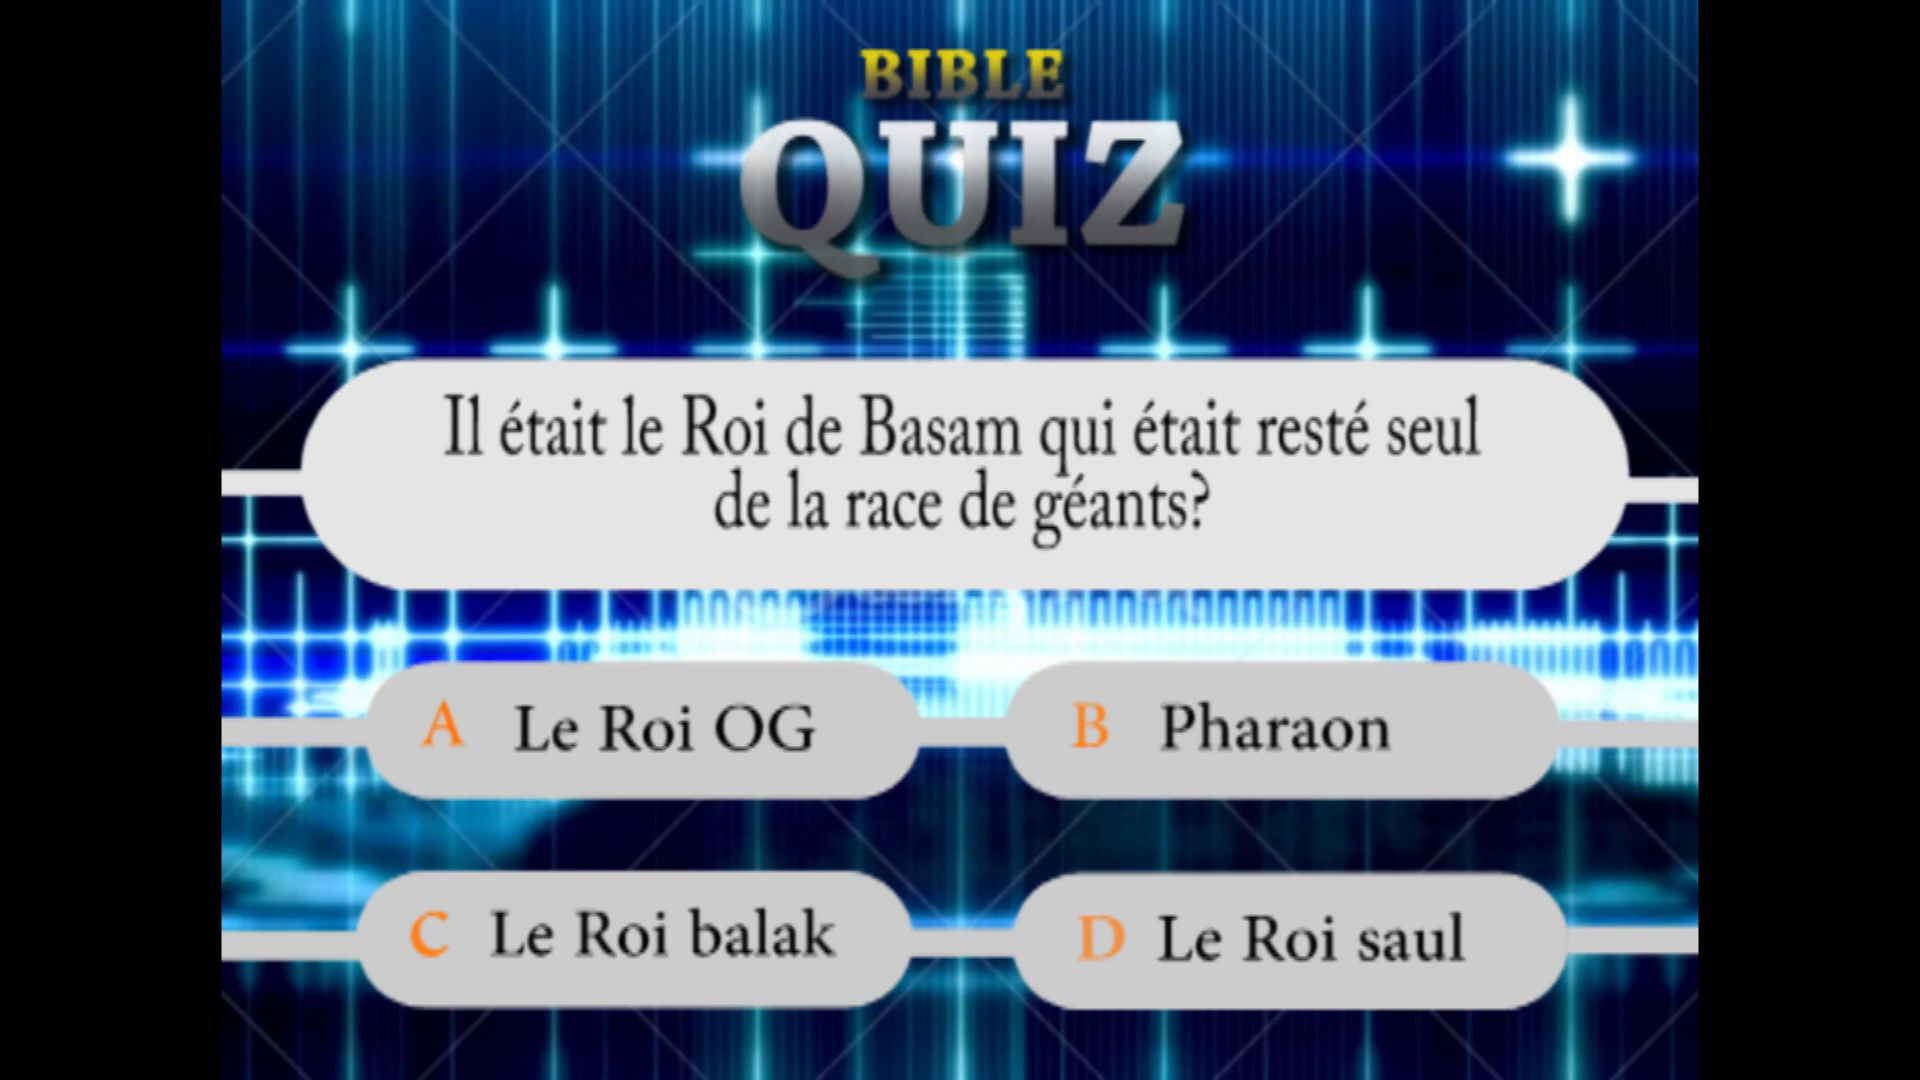 BIBLE
QUIZ
Il était le Roi de Basam qui était resté seul
de la race de géants?
A Le Roi OG
B Pharaon
C Le Roi balak
D Le Roi saul